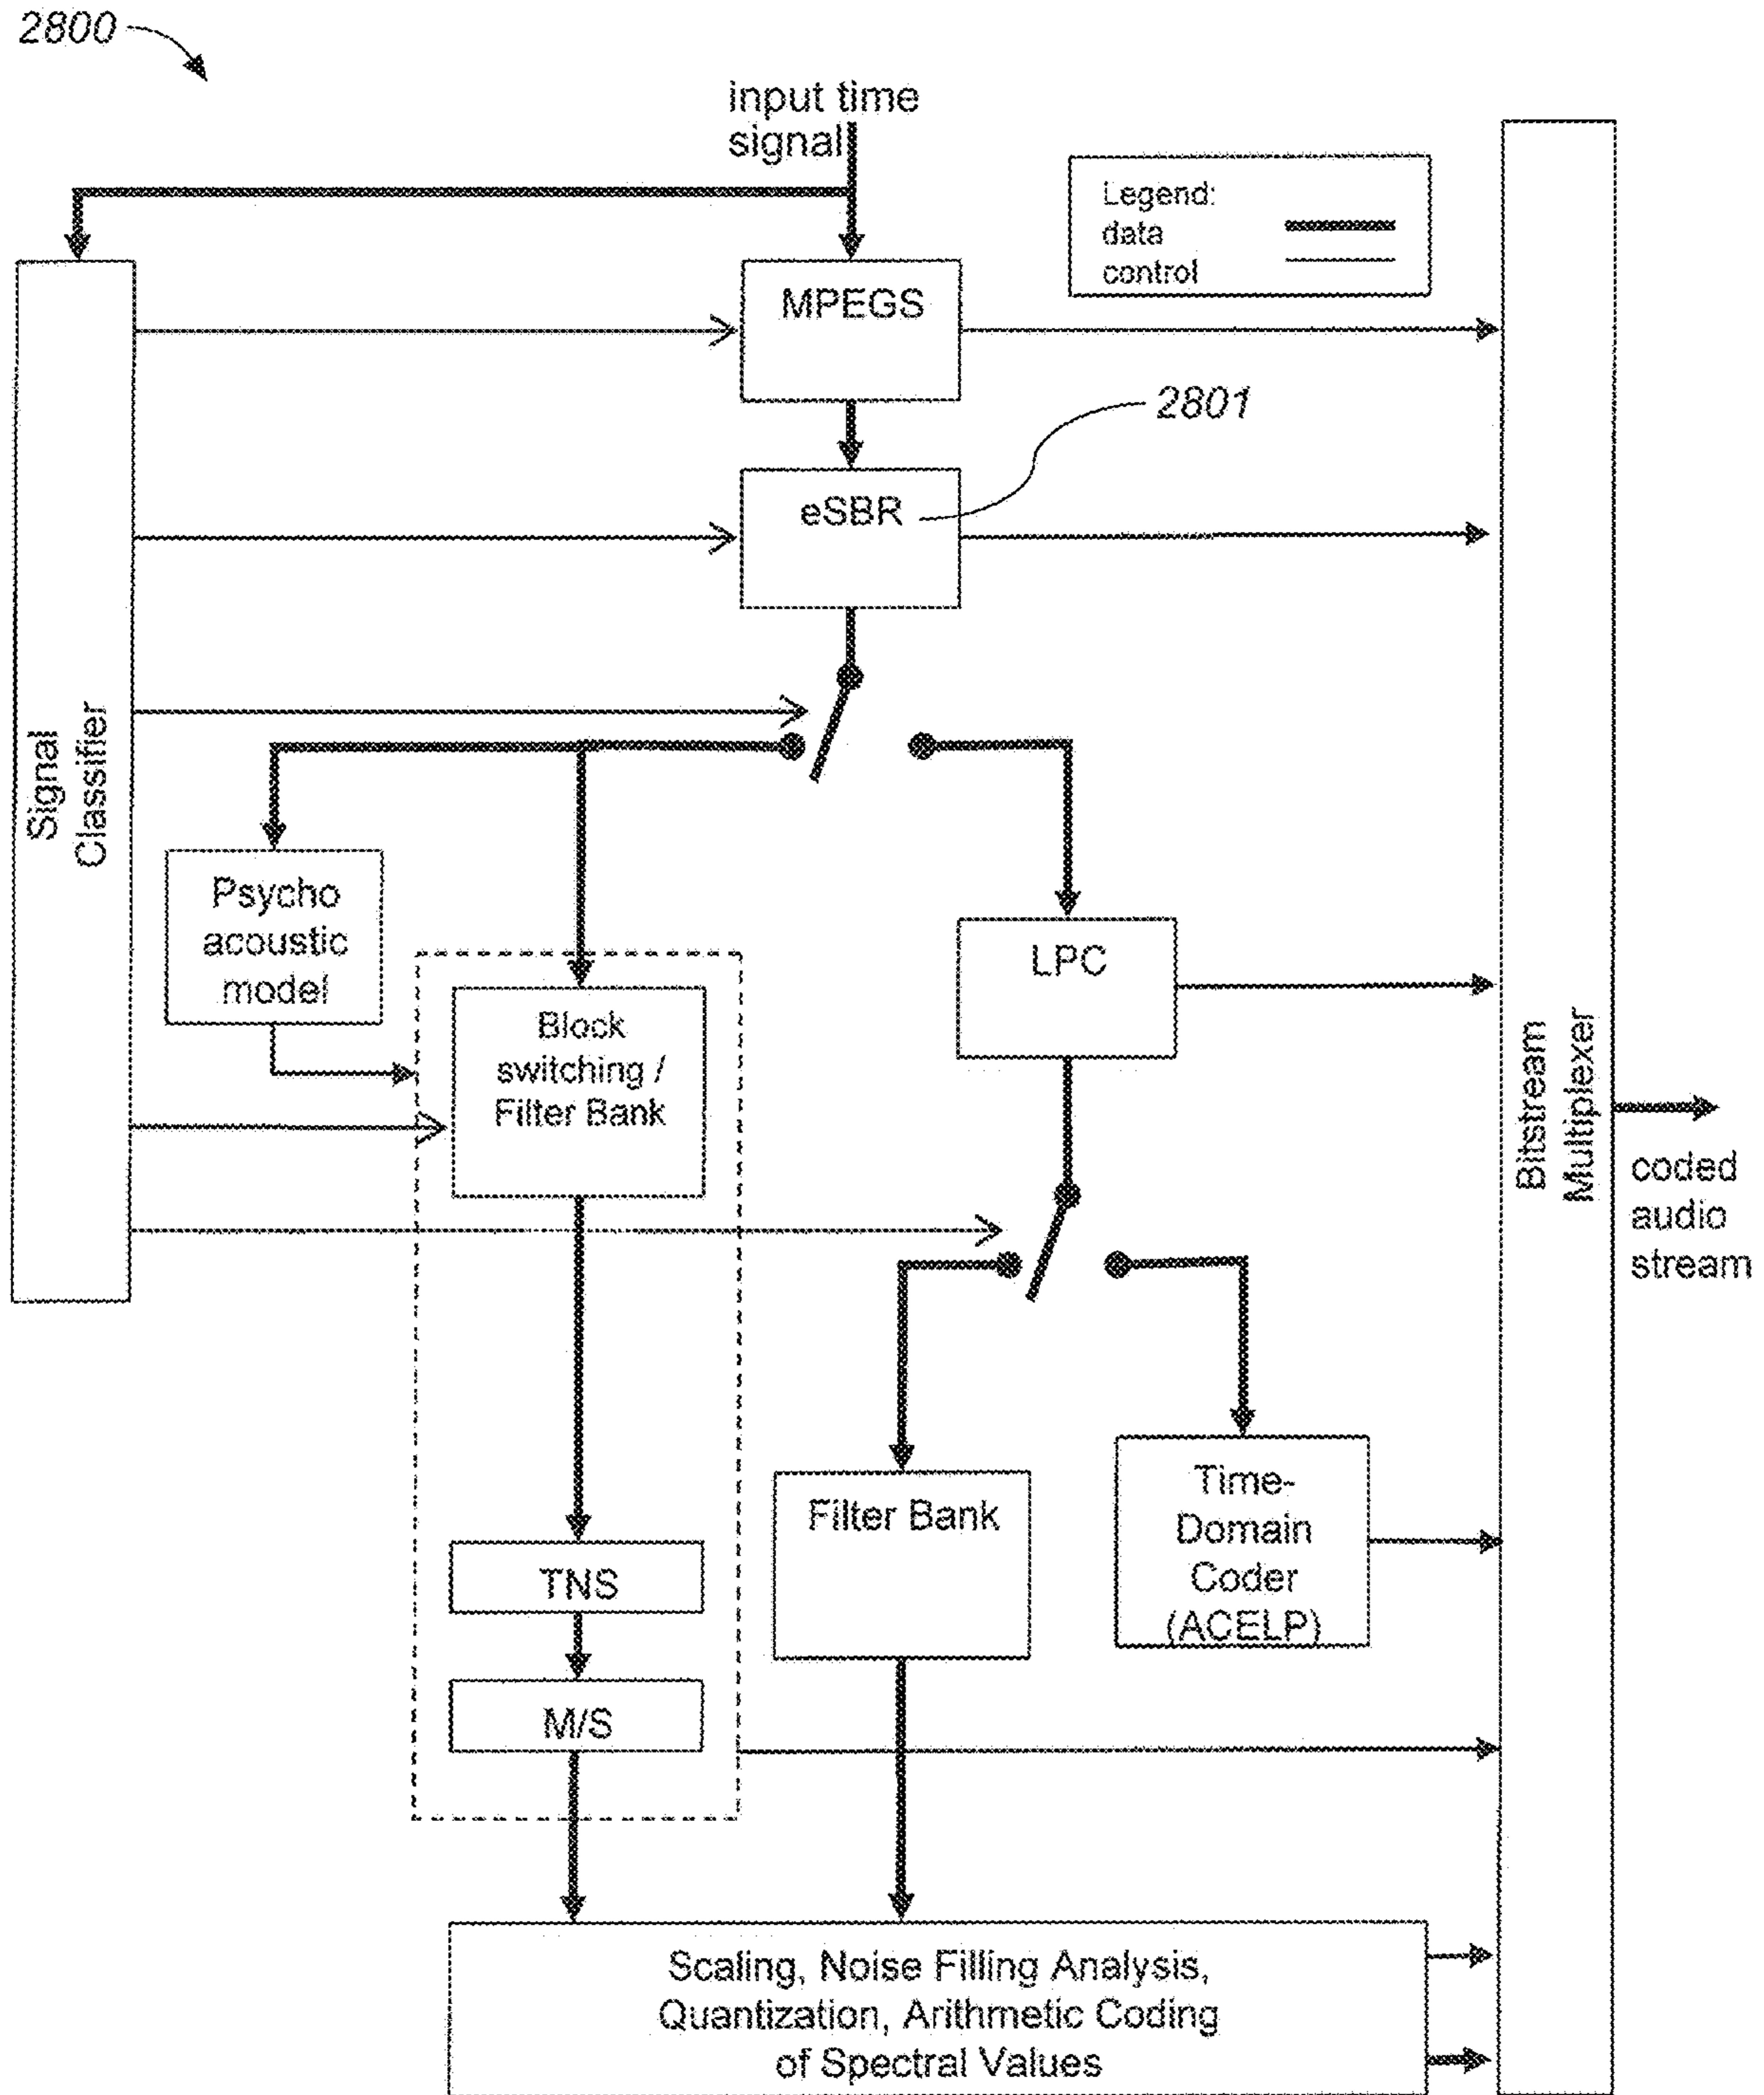 2800
input time
signal
Legend:
data
control
MPEGS
2801
eSBR
Signal
Classifier
Psycho
acoustic
model
Block
switching /
Filter Bank
LPC
Bitstream
Multiplexer
coded
audio
stream
Filter Bank
Time-
Domain
Coder
(ACELP)
TNS
M/S
Scaling, Noise Filling Analysis,
Quantization, Arithmetic Coding
of Spectral Values